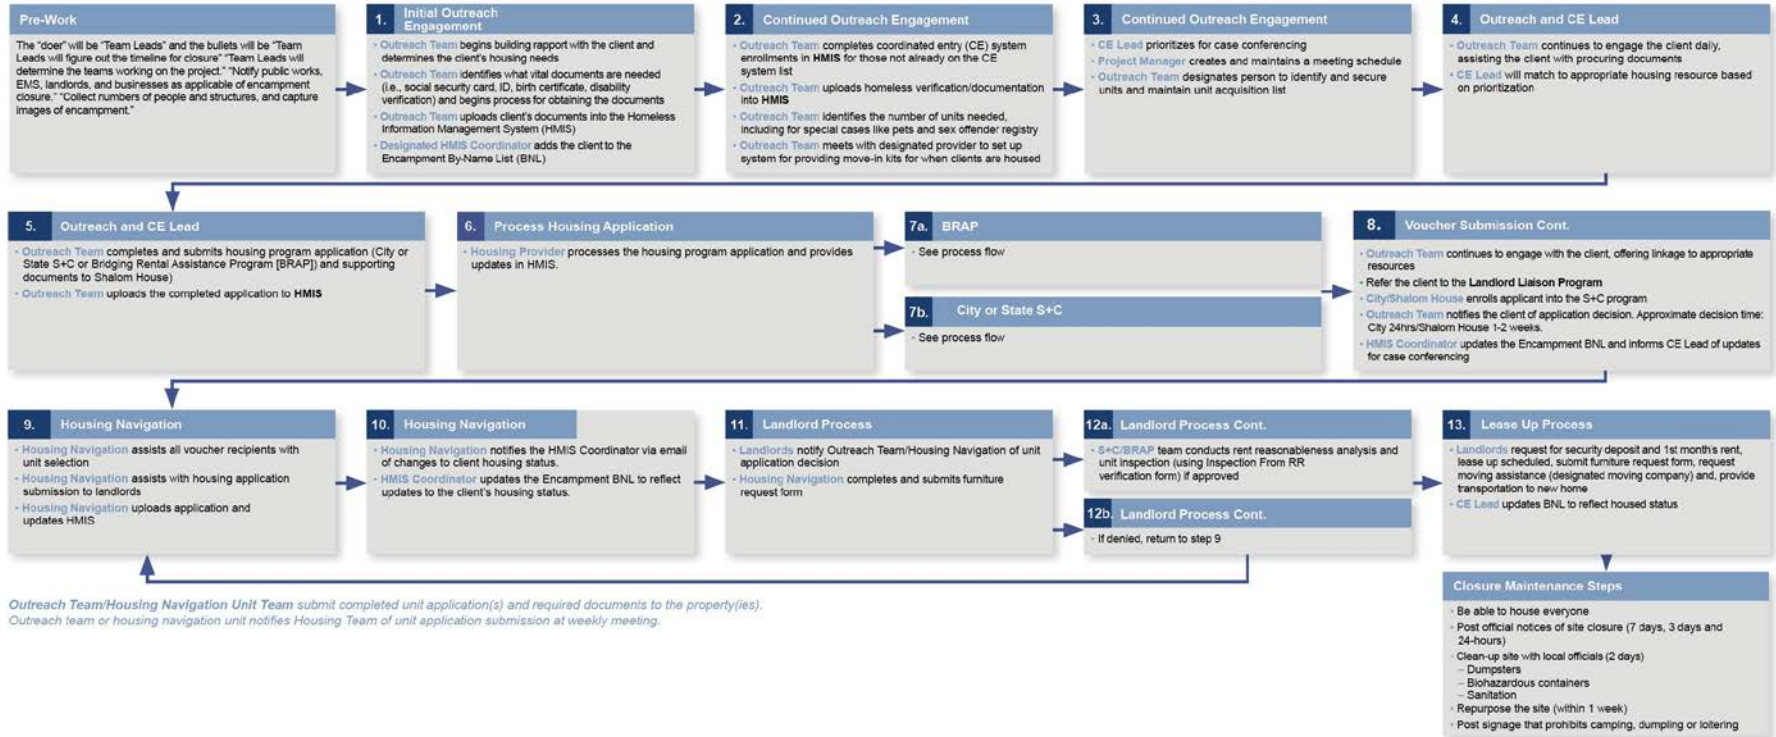 Pre-Work
The "doer" will be "Team Leads" and the bullets will be "Team
Leads will figure out the timeline for closure" "Team Leads will
determine the teams working on the project." "Notify public works,
EMS, landlords, and businesses as applicable of encampment
closure." "Collect numbers of people and structures, and capture
images of encampment."
1. Initial Outreach
Engagement
• Outreach Team begins building rapport with the client and
determines the client's housing needs
• Outreach Team identifies what vital documents are needed
(i.e., social security card, ID, birth certificate, disability
verification) and begins process for obtaining the documents
• Outreach Team uploads client's documents into the Homeless
Information Management System (HMIS)
• Designated HMIS Coordinator adds the client to the
Encampment By-Name List (BNL)
2. Continued Outreach Engagement
• Outreach Team completes coordinated entry (CE) system
enrollments in HMIS for those not already on the CE
system list
• Outreach Team uploads homeless verification/documentation
into HMIS
• Outreach Team identifies the number of units needed,
including for special cases like pets and sex offender registry
• Outreach Team meets with designated provider to set up
system for providing move-in kits for when clients are housed
3. Continued Outreach Engagement
• CE Lead prioritizes for case conferencing
• Project Manager creates and maintains a meeting schedule
• Outreach Team designates person to identify and secure
units and maintain unit acquisition list
4. Outreach and CE Lead
• Outreach Team continues to engage the client daily,
assisting the client with procuring documents
• CE Lead will match to appropriate housing resource based
on prioritization
5. Outreach and CE Lead
• Outreach Team completes and submits housing program application (City or
State S+C or Bridging Rental Assistance Program [BRAP]) and supporting
documents to Shalom House)
• Outreach Team uploads the completed application to HMIS
6. Process Housing Application
• Housing Provider processes the housing program application and provides
updates in HMIS.
7a. BRAP
• See process flow
7b. City or State S+C
• See process flow
8. Voucher Submission Cont.
• Outreach Team continues to engage with the client, offering linkage to appropriate
resources
• Refer the client to the Landlord Liaison Program
• City/Shalom House enrolls applicant into the S+C program
• Outreach Team notifies the client of application decision. Approximate decision time:
City 24hrs/Shalom House 1-2 weeks.
• HMIS Coordinator updates the Encampment BNL and informs CE Lead of updates
for case conferencing
9. Housing Navigation
• Housing Navigation assists all voucher recipients with
unit selection
• Housing Navigation assists with housing application
submission to landlords
• Housing Navigation uploads application and
updates HMIS
10. Housing Navigation
• Housing Navigation notifies the HMIS Coordinator via email
of changes to client housing status.
• HMIS Coordinator updates the Encampment BNL to reflect
updates to the client's housing status.
11. Landlord Process
• Landlords notify Outreach Team/Housing Navigation of unit
application decision
• Housing Navigation completes and submits furniture
request form
12a. Landlord Process Cont.
• S+C/BRAP team conducts rent reasonableness analysis and
unit inspection (using Inspection From RR
verification form) if approved
12b. Landlord Process Cont.
• If denied, return to step 9
13. Lease Up Process
• Landlords request for security deposit and 1st month's rent,
lease up scheduled, submit furniture request form, request
moving assistance (designated moving company) and, provide
transportation to new home
• CE Lead updates BNL to reflect housed status
Outreach Team/Housing Navigation Unit Team submit completed unit application(s) and required documents to the property(ies).
Outreach team or housing navigation unit notifies Housing Team of unit application submission at weekly meeting.
Closure Maintenance Steps
• Be able to house everyone
• Post official notices of site closure (7 days, 3 days and
24-hours)
• Clean-up site with local officials (2 days)
– Dumpsters
– Biohazardous containers
– Sanitation
• Repurpose the site (within 1 week)
• Post signage that prohibits camping, dumpling or loitering